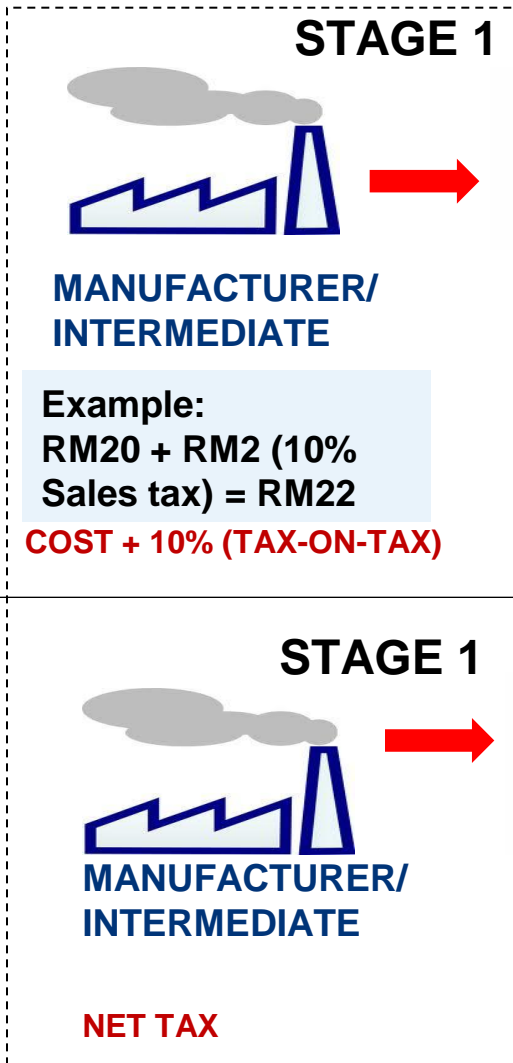 STAGE 1
MANUFACTURER/
INTERMEDIATE
Example:
RM20 + RM2 (10%
Sales tax) = RM22
COST + 10% (TAX-ON-TAX)
STAGE 1
MANUFACTURER/
INTERMEDIATE
NET TAX